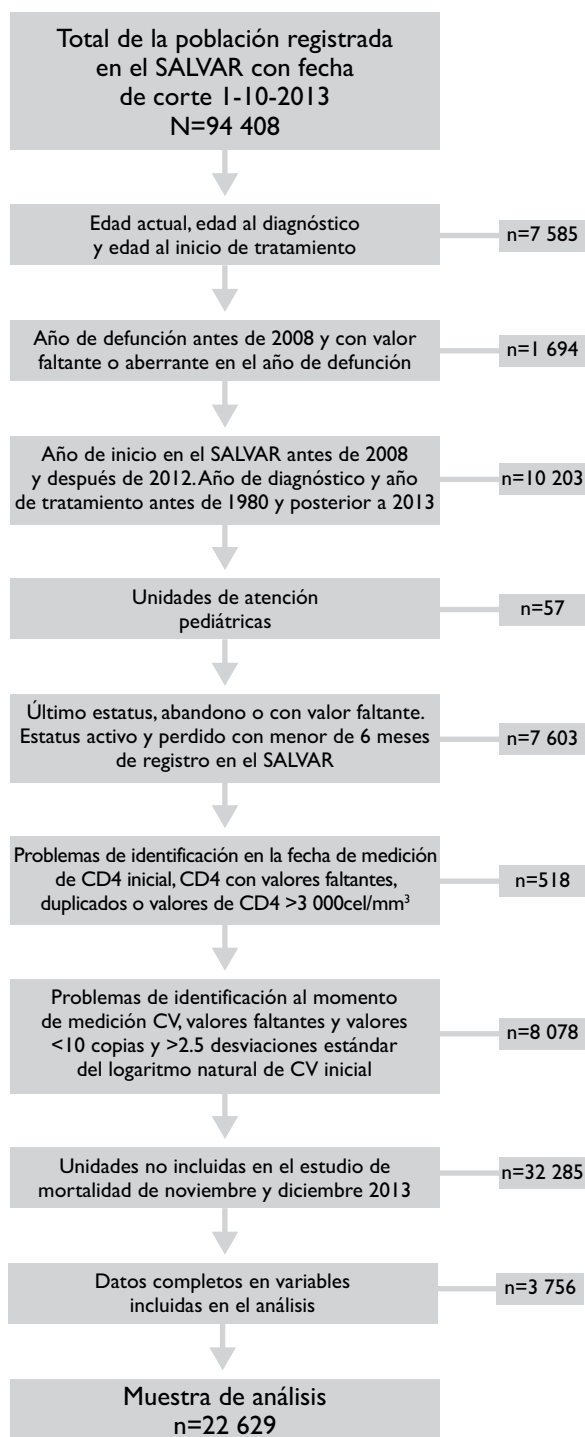 Total de la población registrada
en el SALVAR con fecha
de corte 1-10-2013
N=94 408
Edad actual, edad al diagnóstico
y edad al inicio de tratamiento
n=7 585
Año de defunción antes de 2008 y con valor
faltante o aberrante en el año de defunción
n=1 694
Año de inicio en el SALVAR antes de 2008
y después de 2012. Año de diagnóstico y año
de tratamiento antes de 1980 y posterior a 2013
n=10 203
Unidades de atención
pediátricas
n=57
Último estatus, abandono o con valor faltante.
Estatus activo y perdido con menor de 6 meses
de registro en el SALVAR
n=7 603
Problemas de identificación en la fecha de medición
de CD4 inicial, CD4 con valores faltantes,
duplicados o valores de CD4 >3 000cel/mm³
n=518
Problemas de identificación al momento
de medición CV, valores faltantes y valores
<10 copias y >2.5 desviaciones estándar
del logaritmo natural de CV inicial
n=8 078
Unidades no incluidas en el estudio de
mortalidad de noviembre y diciembre 2013
n=32 285
Datos completos en variables
incluidas en el análisis
n=3 756
Muestra de análisis
n=22 629